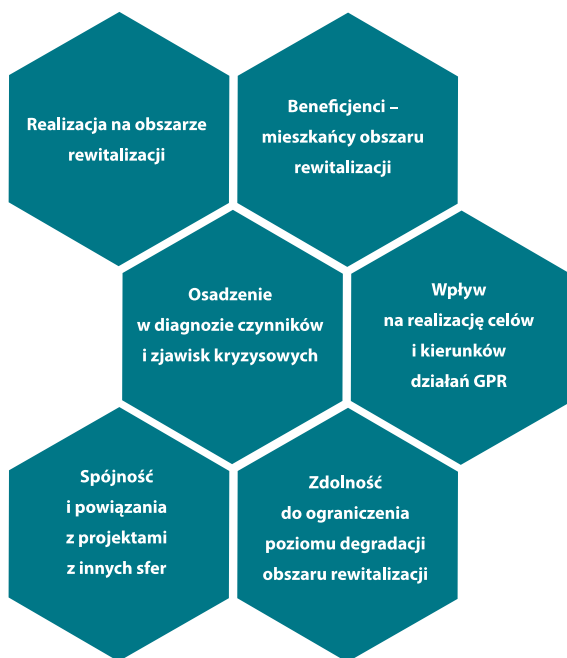 Realizacja na obszarze
rewitalizacji
Beneficjenci –
mieszkańcy obszaru
rewitalizacji
Osadzenie
w diagnozie czynników
i zjawisk kryzysowych
Wpływ
na realizację celów
i kierunków
działań GPR
Spójność
i powiązania
z projektami
z innych sfer
Zdolność
do ograniczenia
poziomu degradacji
obszaru rewitalizacji